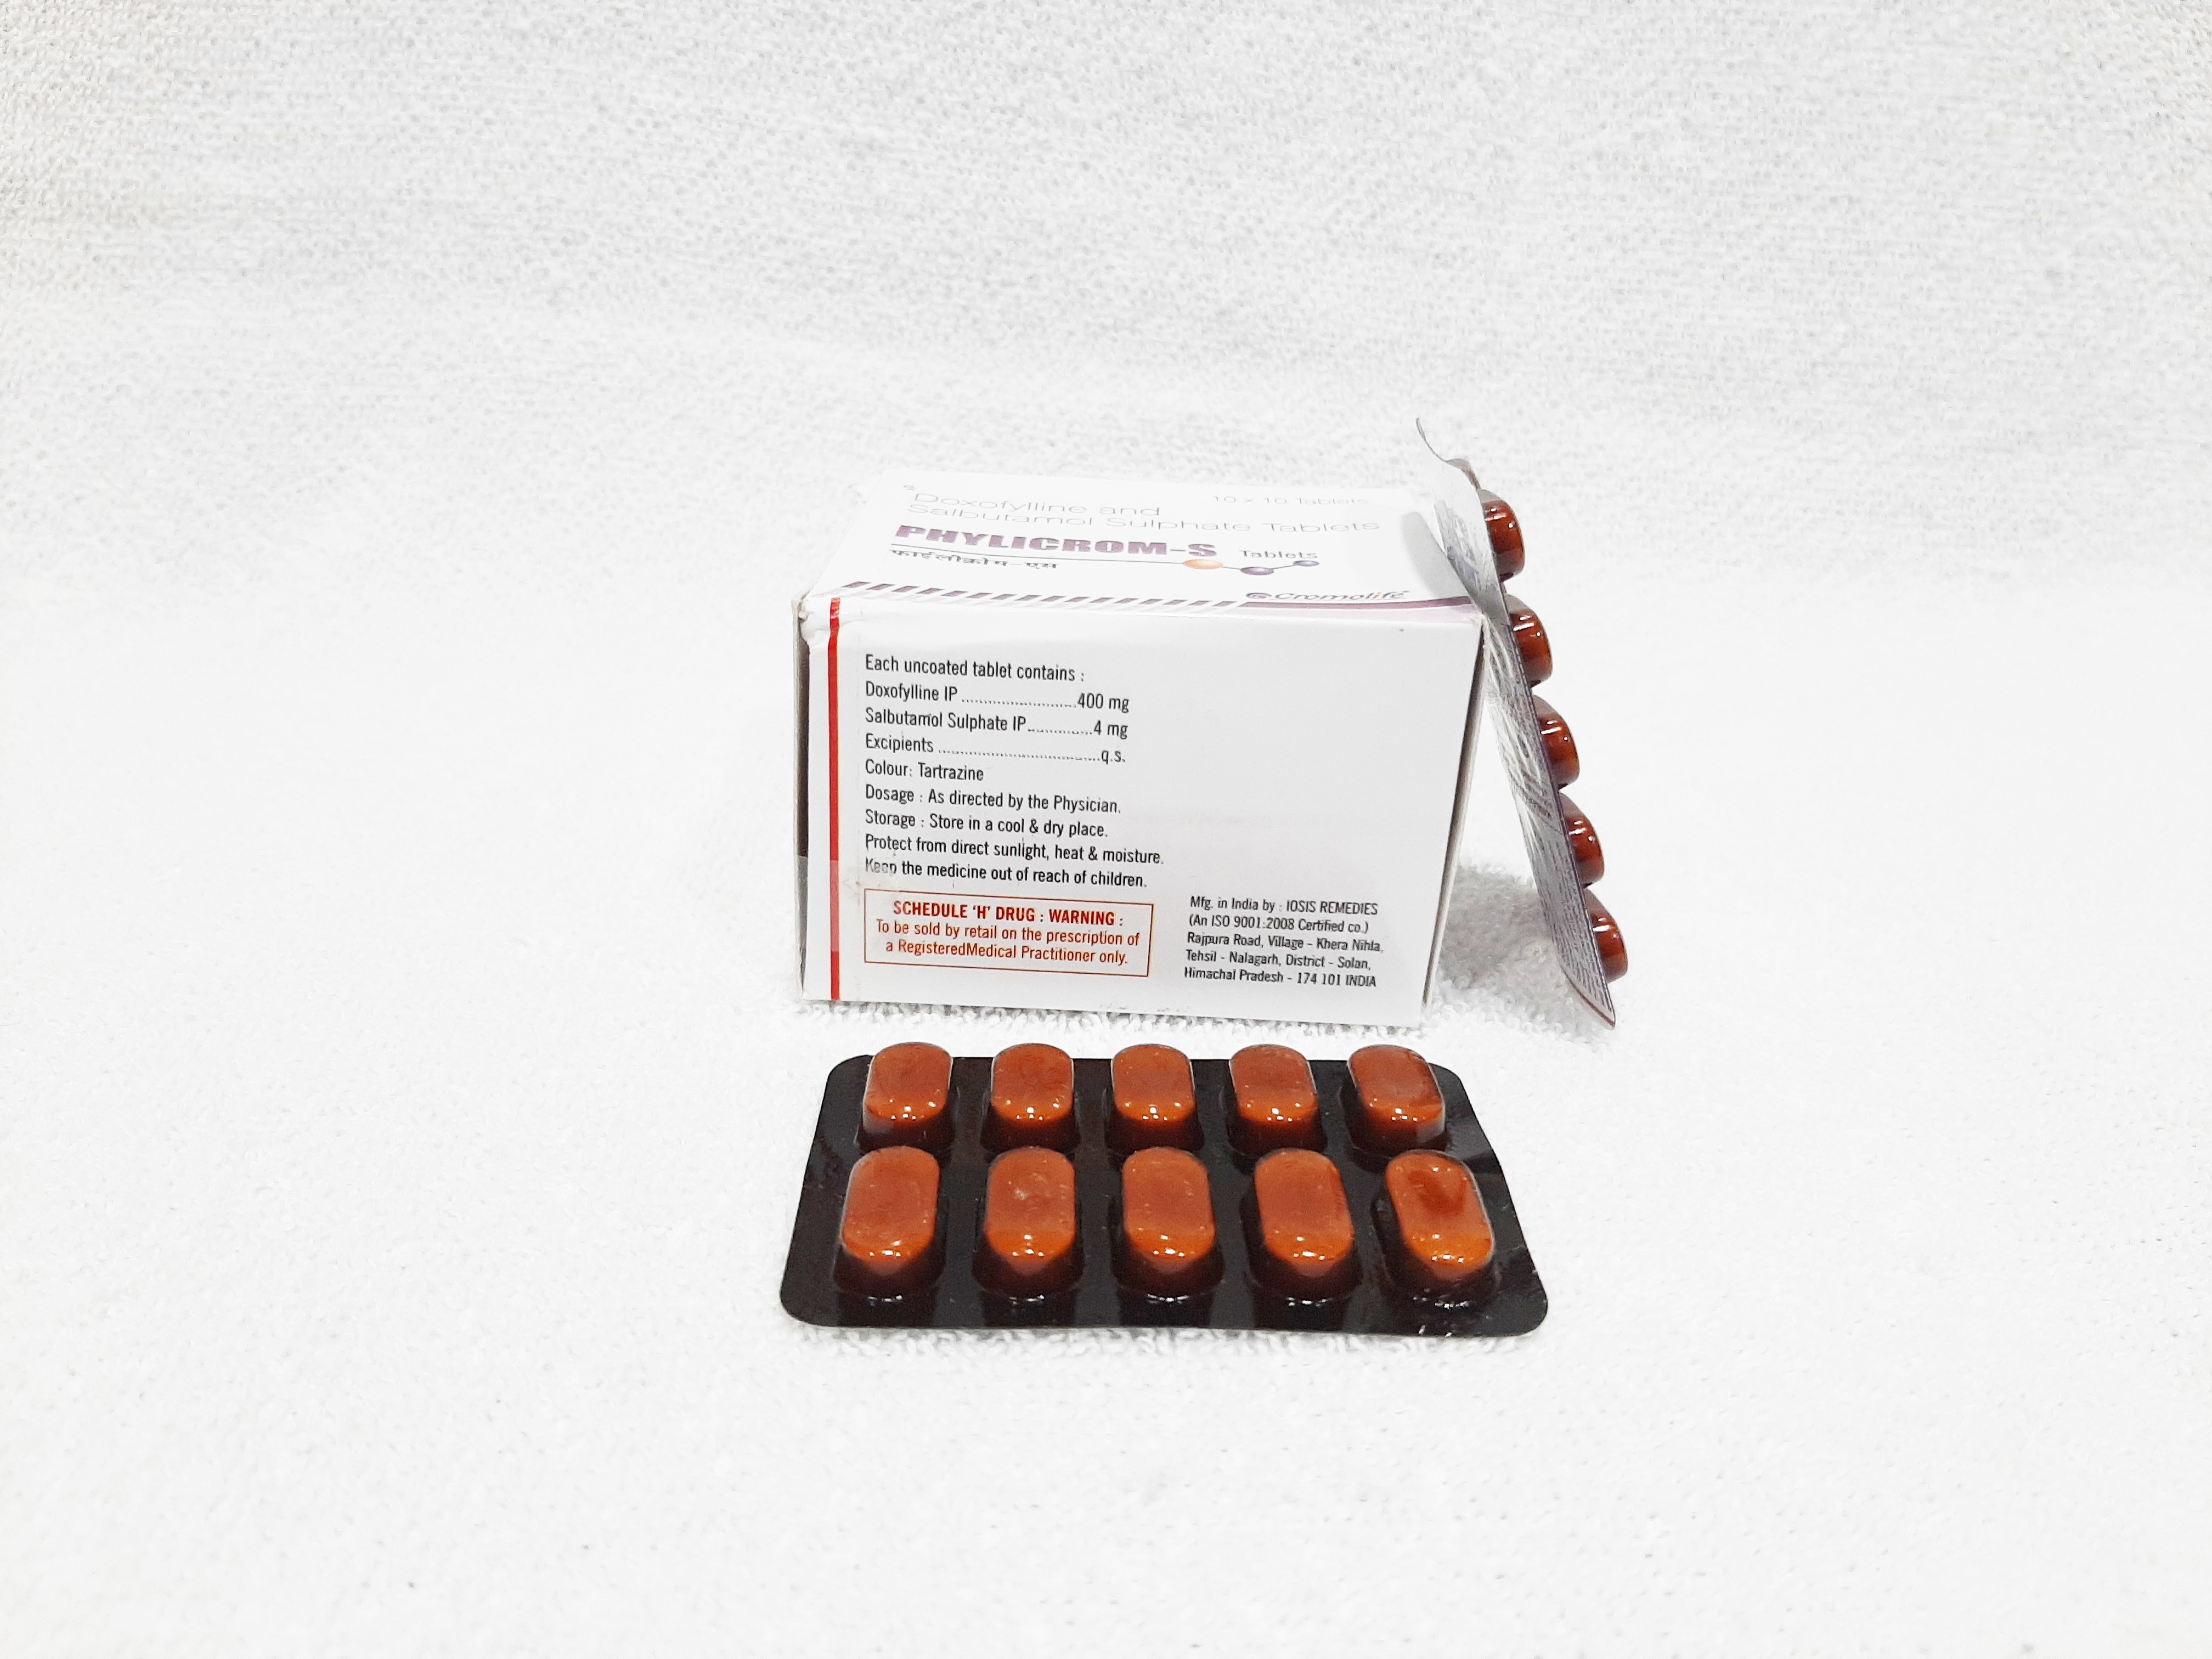 Doxofylline and
10 x 10 Tablets
Salbutamol Sulphate Tablets
PHYLICROM-S Tablets
फाईलीक्रोम-एस
Cromolife
Each uncoated tablet contains :
Doxofylline IP ............................400 mg
Salbutamol Sulphate IP................4 mg
Excipients ........................................q.s.
Colour: Tartrazine
Dosage : As directed by the Physician.
Storage : Store in a cool & dry place.
Protect from direct sunlight, heat & moisture.
Keep the medicine out of reach of children.
SCHEDULE 'H' DRUG : WARNING :
To be sold by retail on the prescription of
a RegisteredMedical Practitioner only.
Mfg. in India by : IOSIS REMEDIES
(An ISO 9001:2008 Certified co.)
Rajpura Road, Village - Khera Nihla,
Tehsil - Nalagarh, District - Solan,
Himachal Pradesh - 174 101 INDIA